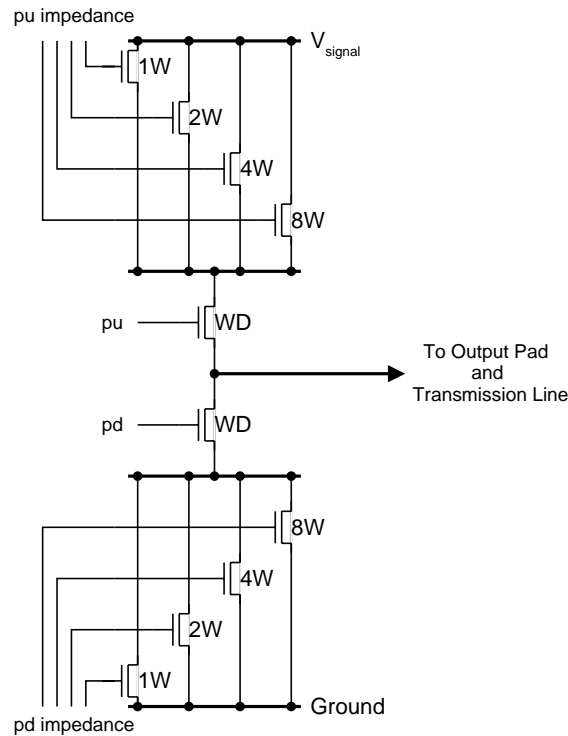 pu impedance
V signal
1W
2W
4W
8W
pu
WD
To Output Pad
and
Transmission Line
pd
WD
8W
4W
2W
1W
Ground
pd impedance